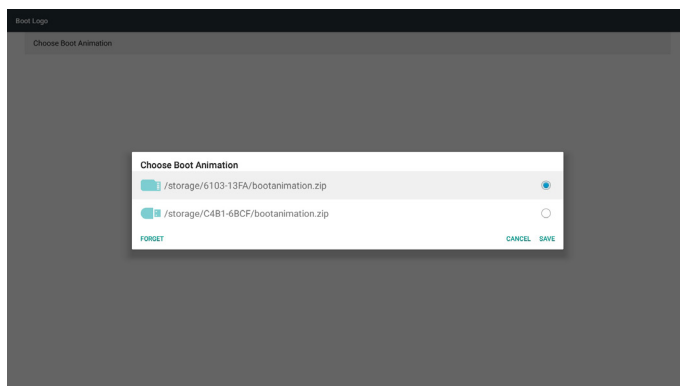 Boot Logo
Choose Boot Animation
Choose Boot Animation
/storage/6103-13FA/bootanimation.zip
/storage/C4B1-6BCF/bootanimation.zip
FORGET CANCEL SAVE